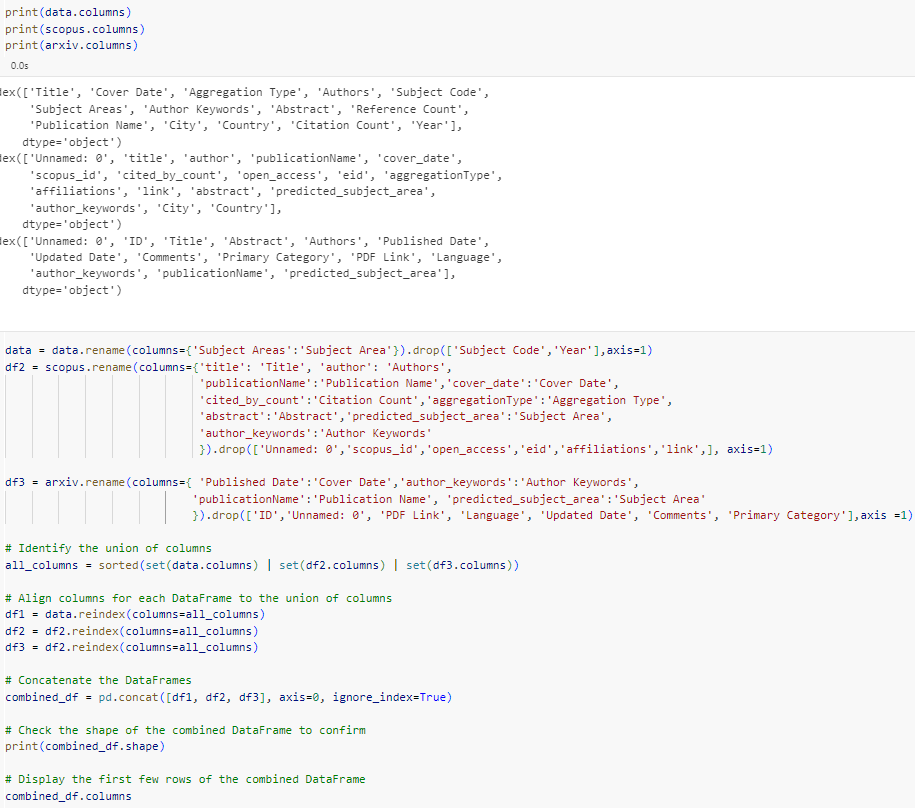 print(data.columns)
print(scopus.columns)
print(arxiv.columns)
0.0s
dex(['Title', 'Cover Date', 'Aggregation Type', 'Authors', 'Subject Code',
'Subject Areas', 'Author Keywords', 'Abstract', 'Reference Count',
'Publication Name', 'City', 'Country', 'Citation Count', 'Year'],
dtype='object')
dex(['Unnamed: 0', 'title', 'author', 'publicationName', 'cover_date',
'scopus_id', 'cited_by_count', 'open_access', 'eid', 'aggregationType',
'affiliations', 'link', 'abstract', 'predicted_subject_area',
'author_keywords', 'City', 'Country'],
dtype='object')
dex(['Unnamed: 0', 'ID', 'Title', 'Abstract', 'Authors', 'Published Date',
'Updated Date', 'Comments', 'Primary Category', 'PDF Link', 'Language',
'author_keywords', 'publicationName', 'predicted_subject_area'],
dtype='object')
data = data.rename(columns={'Subject Areas':'Subject Area'}).drop(['Subject Code','Year'],axis=1)
df2 = scopus.rename(columns={'title': 'Title', 'author': 'Authors',
'publicationName':'Publication Name','cover_date':'Cover Date',
'cited_by_count':'Citation Count','aggregationType':'Aggregation Type',
'abstract':'Abstract','predicted_subject_area':'Subject Area',
'author_keywords':'Author Keywords'
}).drop(['Unnamed: 0','scopus_id','open_access','eid','affiliations','link',], axis=1)
df3 = arxiv.rename(columns={ 'Published Date':'Cover Date','author_keywords':'Author Keywords',
'publicationName':'Publication Name', 'predicted_subject_area':'Subject Area'
}).drop(['ID','Unnamed: 0', 'PDF Link', 'Language', 'Updated Date', 'Comments', 'Primary Category'],axis =1)
# Identify the union of columns
all_columns = sorted(set(data.columns) | set(df2.columns) | set(df3.columns))
# Align columns for each DataFrame to the union of columns
df1 = data.reindex(columns=all_columns)
df2 = df2.reindex(columns=all_columns)
df3 = df2.reindex(columns=all_columns)
# Concatenate the DataFrames
combined_df = pd.concat([df1, df2, df3], axis=0, ignore_index=True)
# Check the shape of the combined DataFrame to confirm
print(combined_df.shape)
# Display the first few rows of the combined DataFrame
combined_df.columns